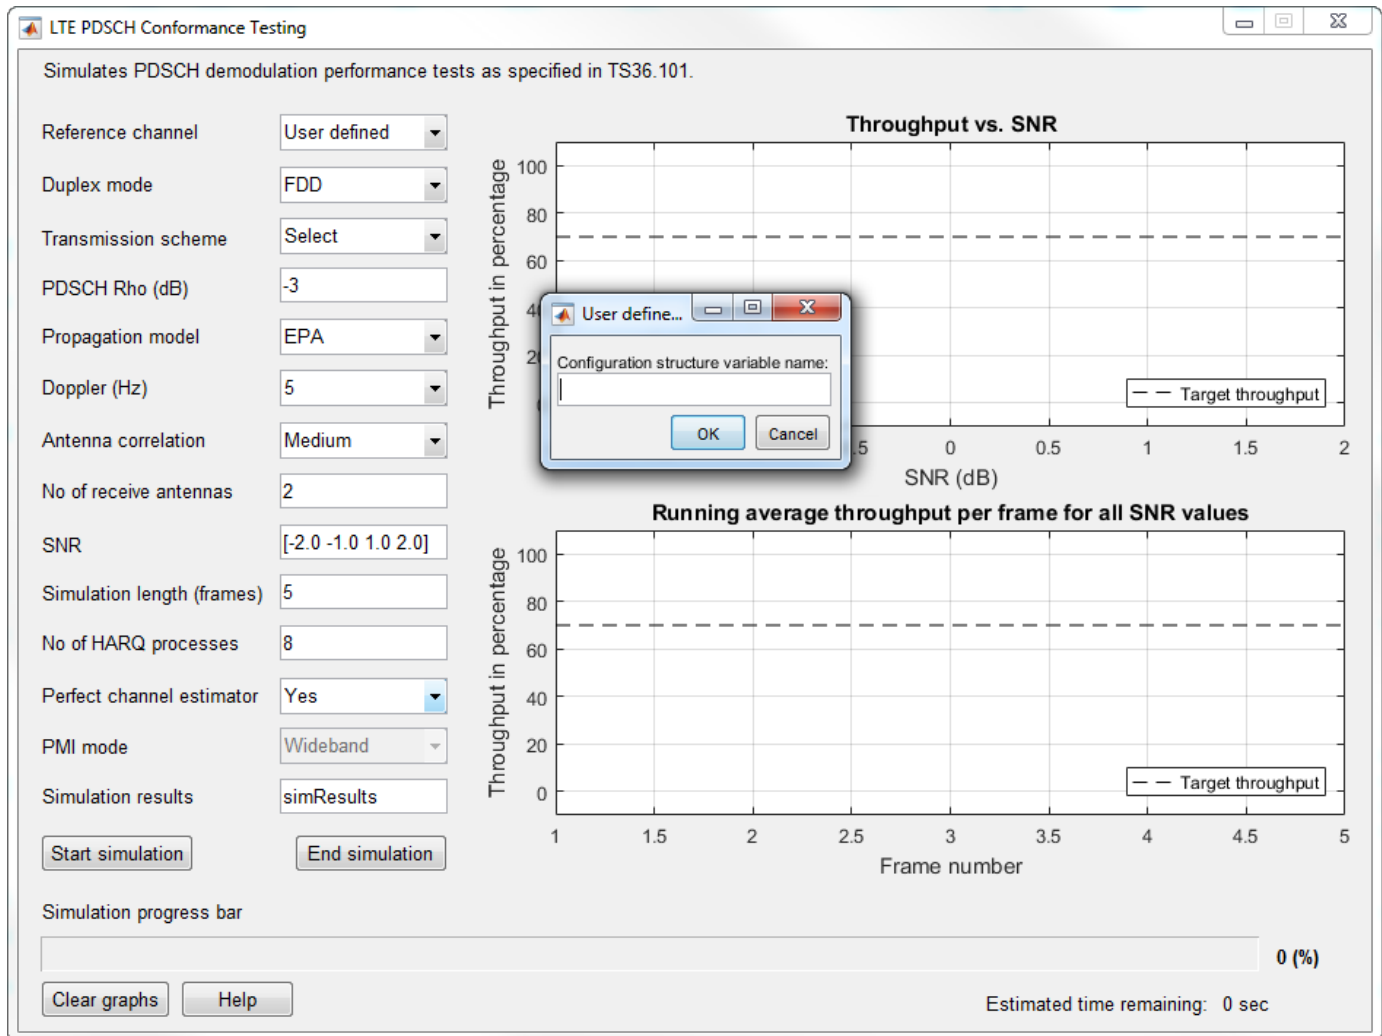 LTE PDSCH Conformance Testing
Simulates PDSCH demodulation performance tests as specified in TS36.101.
Reference channel User defined
Duplex mode FDD
Transmission scheme Select
PDSCH Rho (dB) -3
Propagation model EPA
Doppler (Hz) 5
Antenna correlation Medium
No of receive antennas 2
SNR [-2.0 -1.0 1.0 2.0]
Simulation length (frames) 5
No of HARQ processes 8
Perfect channel estimator Yes
PMI mode Wideband
Simulation results simResults
Start simulation End simulation
Throughput vs. SNR
Throughput in percentage
100
80
60
Target throughput
0 0.5 1 1.5 2
SNR (dB)
User define...
Configuration structure variable name:
OK Cancel
Running average throughput per frame for all SNR values
Throughput in percentage
100
80
60
40
20
0
Target throughput
1 1.5 2 2.5 3 3.5 4 4.5 5
Frame number
Simulation progress bar
0 (%)
Clear graphs Help
Estimated time remaining: 0 sec